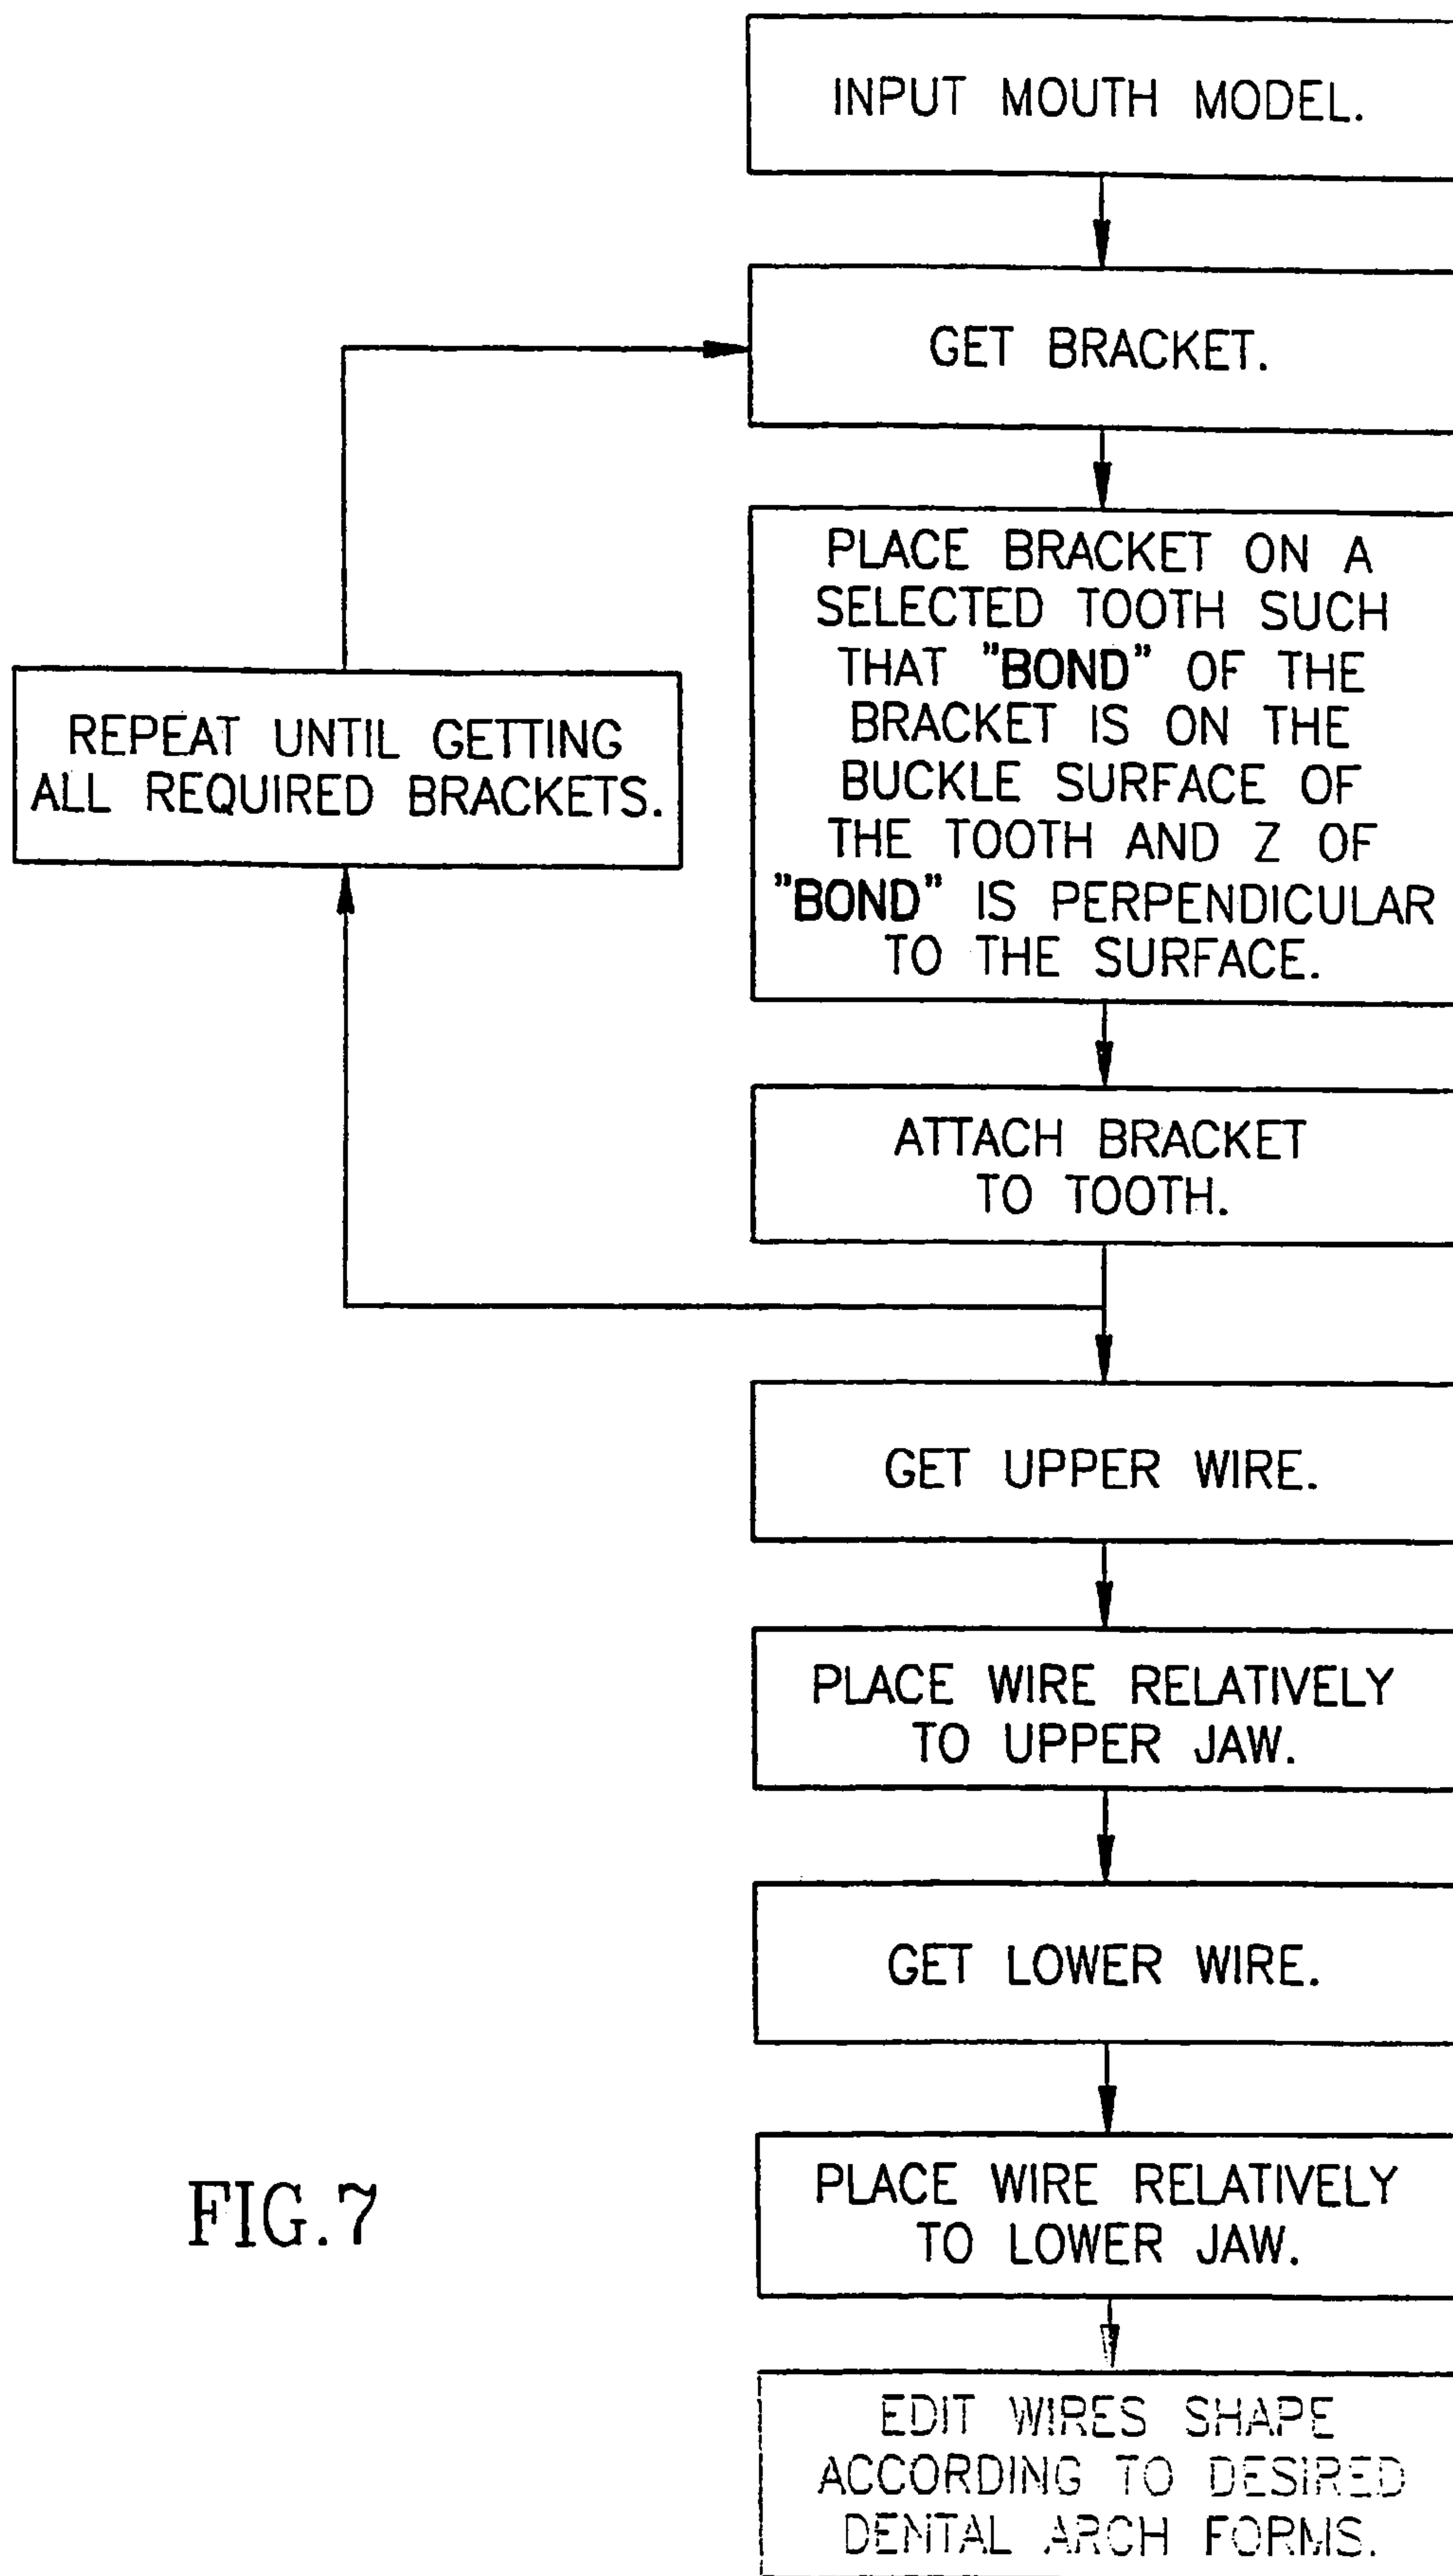 INPUT MOUTH MODEL.
GET BRACKET.
PLACE BRACKET ON A
SELECTED TOOTH SUCH
THAT "BOND" OF THE
BRACKET IS ON THE
BUCKLE SURFACE OF
THE TOOTH AND Z OF
"BOND" IS PERPENDICULAR
TO THE SURFACE.
REPEAT UNTIL GETTING
ALL REQUIRED BRACKETS.
ATTACH BRACKET
TO TOOTH.
GET UPPER WIRE.
PLACE WIRE RELATIVELY
TO UPPER JAW.
GET LOWER WIRE.
PLACE WIRE RELATIVELY
TO LOWER JAW.
FIG.7
EDIT WIRES SHAPE
ACCORDING TO DESIRED
DENTAL ARCH FORMS.